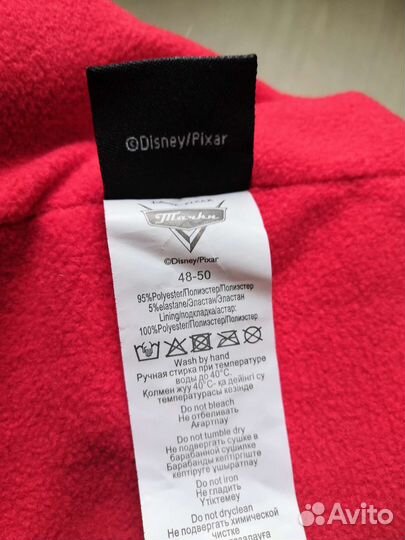 ©Disney/Pixar
Тачки
©Disney/Pixar
48-50
95%Polyester/Полиэстер/Полиэстер
5%elastane/Эластан/Эластан
Lining/подкладка/астар:
100%Polyester/Полиэстер/Полиэстер
Wash by hand
Ручная стирка при температуре
воды до 40°C.
Қолмен жуу 40°C- қа дейінгі су
температурасы кезінде
Do not bleach
Не отбеливать
Ағартпау
Do not tumble dry
Не подвергать сушке в
барабанной сушилке
Барабанды кептіргіште
кептіруге ұшыратпау
Do not iron
Не гладить
Үтіктемеу
Do not dryclean
Не подвергать химической
Avito